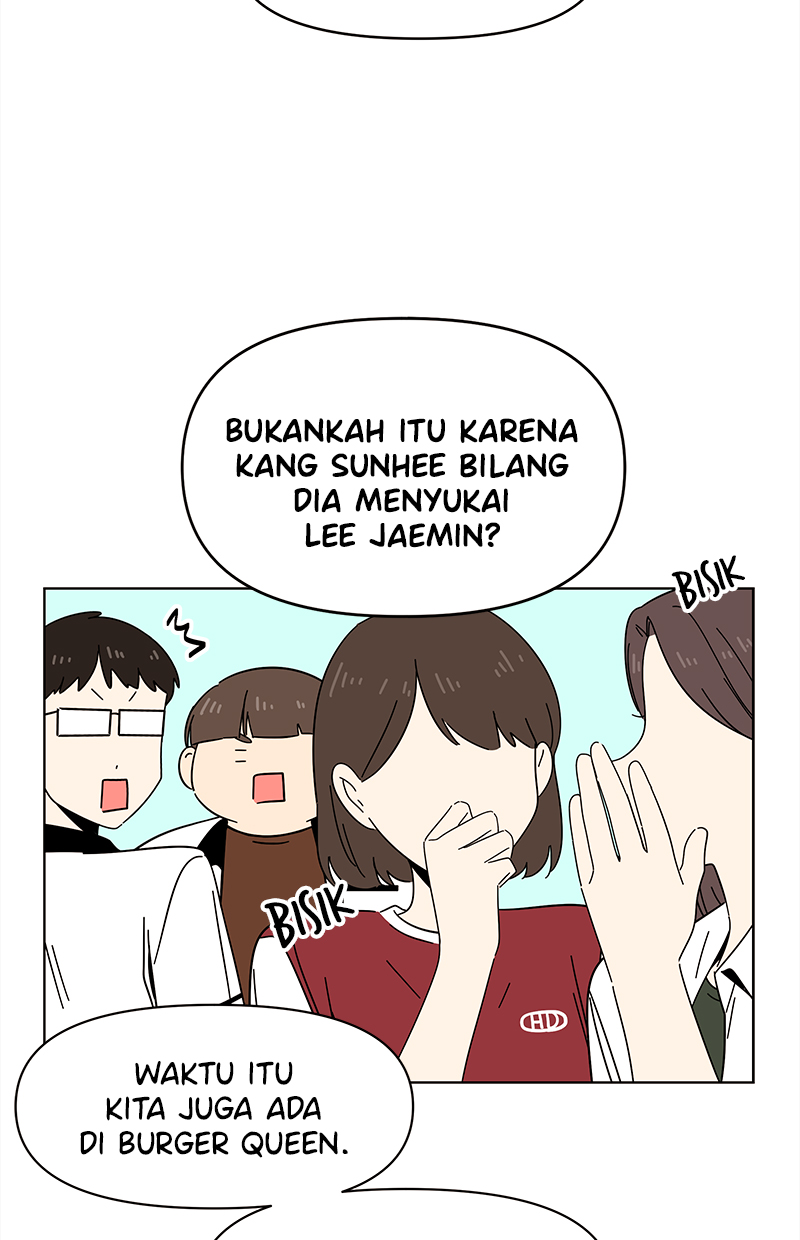 BUKANKAH ITU KARENA
KANG SUNHEE BILANG
DIA MENYUKAI
LEE JAEMIN?
BISIK
BISIK
HD
WAKTU ITU
KITA JUGA ADA
DI BURGER QUEEN.